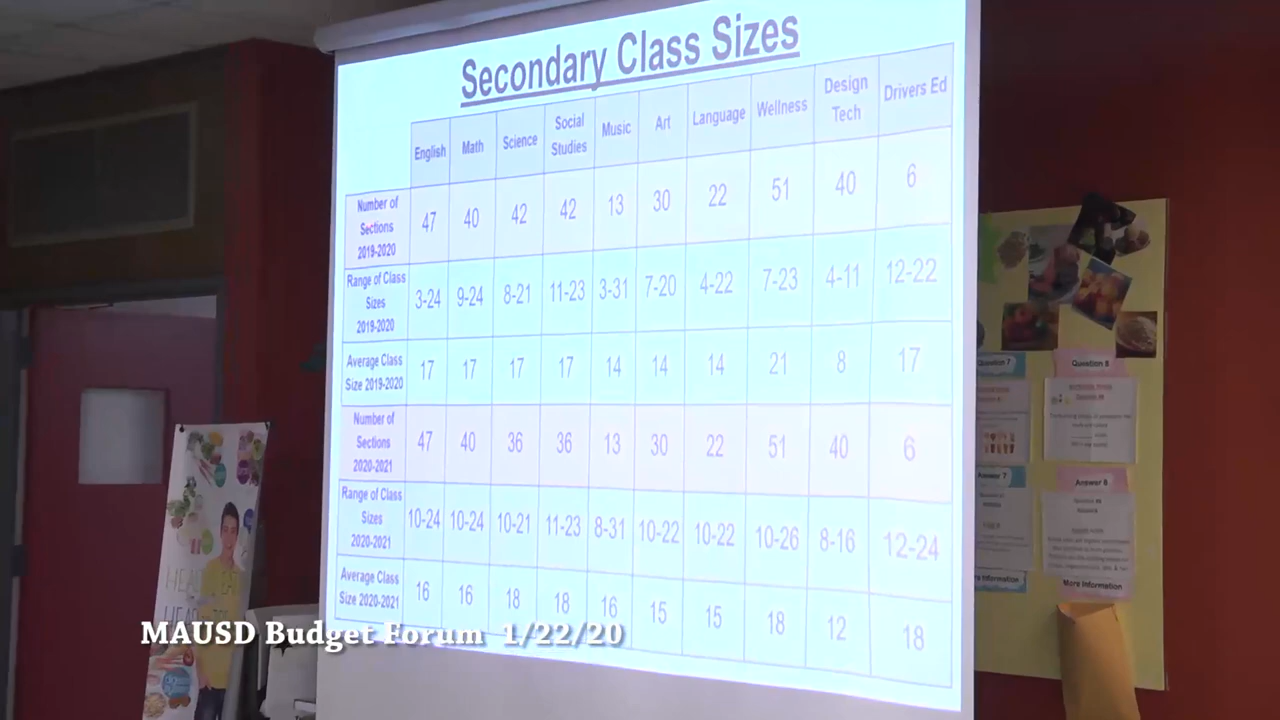 Secondary Class Sizes
English Math Science Social Studies Music Art Language Wellness Design Tech Drivers Ed
Number of Sections 2019-2020 47 40 42 42 13 30 22 51 40 6
Range of Class Sizes 2019-2020 3-24 9-24 8-21 11-23 3-31 7-20 4-22 7-23 4-11 12-22
Average Class Size 2019-2020 17 17 17 17 14 14 14 21 8 17
Number of Sections 2020-2021 47 40 36 36 13 30 22 51 40 6
Range of Class Sizes 2020-2021 10-24 10-24 10-21 11-23 8-31 10-22 10-22 10-26 8-16 12-24
Average Class Size 2020-2021 16 16 18 18 16 15 15 18 12 18
MAUSD Budget Forum 1/22/20
Question 7
Question 8
Answer 7
Answer 8
More Information